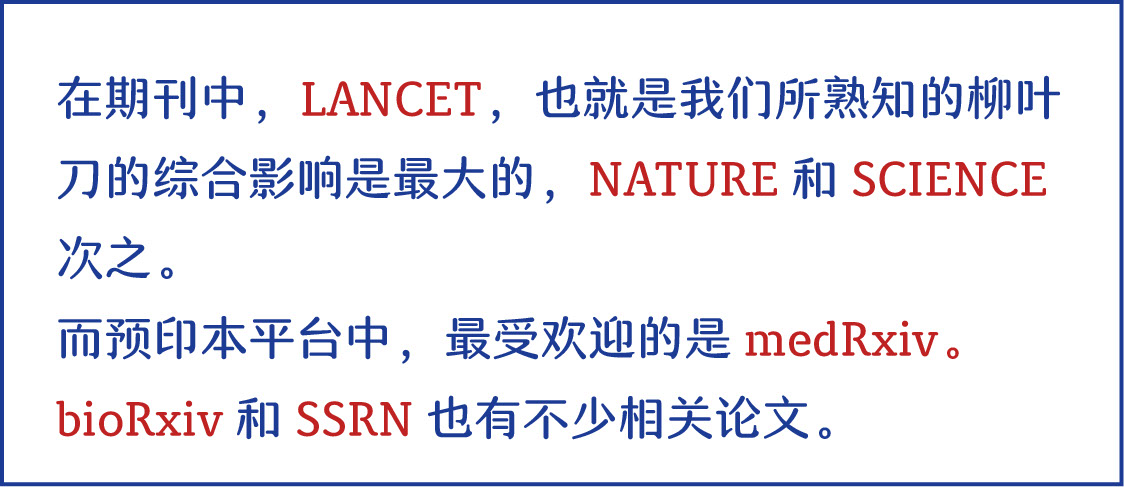 在期刊中，LANCET，也就是我们所熟知的柳叶
刀的综合影响是最大的，NATURE 和 SCIENCE
次之。
而预印本平台中，最受欢迎的是 medRxiv。
bioRxiv 和 SSRN 也有不少相关论文。